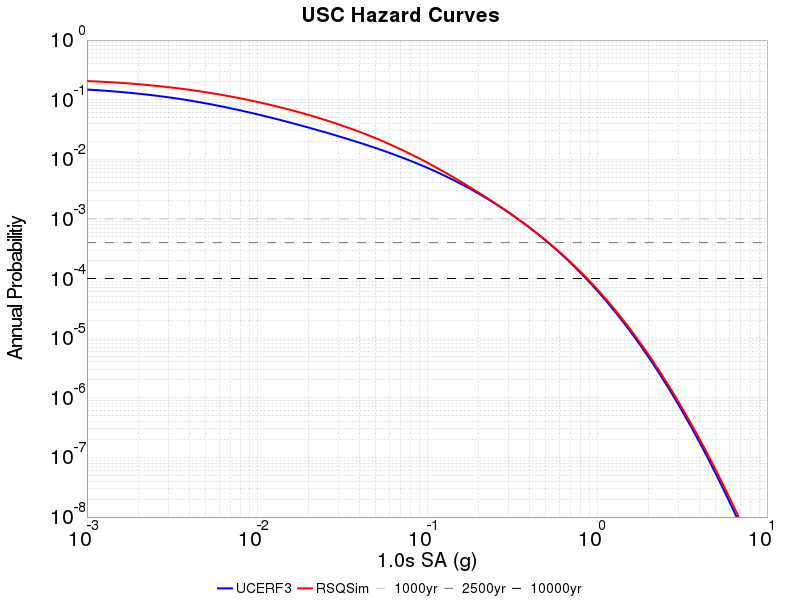 USC Hazard Curves
10^0
10^-1
10^-2
10^-3
10^-4
10^-5
10^-6
10^-7
10^-8
Annual Probability
10^-3 10^-2 10^-1 10^0 10^1
1.0s SA (g)
UCERF3 RSQSim 1000yr 2500yr 10000yr